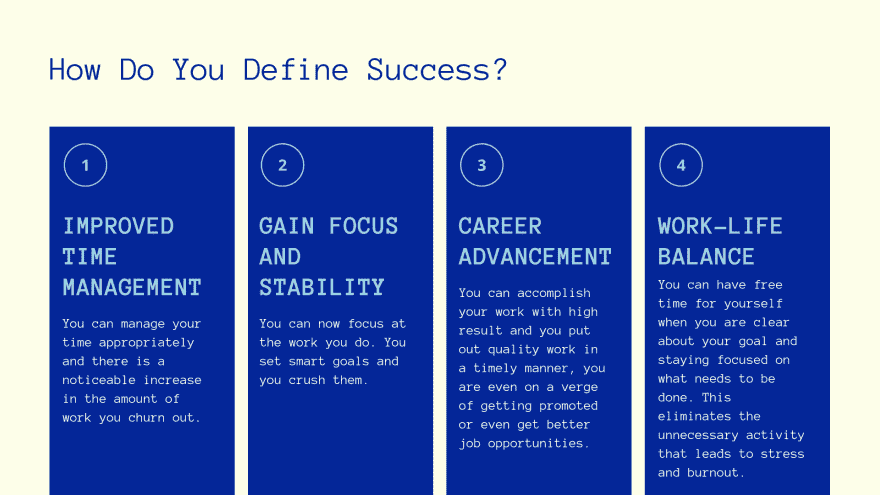 How Do You Define Success?
1
IMPROVED
TIME
MANAGEMENT
You can manage your
time appropriately
and there is a
noticeable increase
in the amount of
work you churn out.
2
GAIN FOCUS
AND
STABILITY
You can now focus at
the work you do. You
set smart goals and
you crush them.
3
CAREER
ADVANCEMENT
You can accomplish
your work with high
result and you put
out quality work in
a timely manner, you
are even on a verge
of getting promoted
or even get better
job opportunities.
4
WORK-LIFE
BALANCE
You can have free
time for yourself
when you are clear
about your goal and
staying focused on
what needs to be
done. This
eliminates the
unnecessary activity
that leads to stress
and burnout.